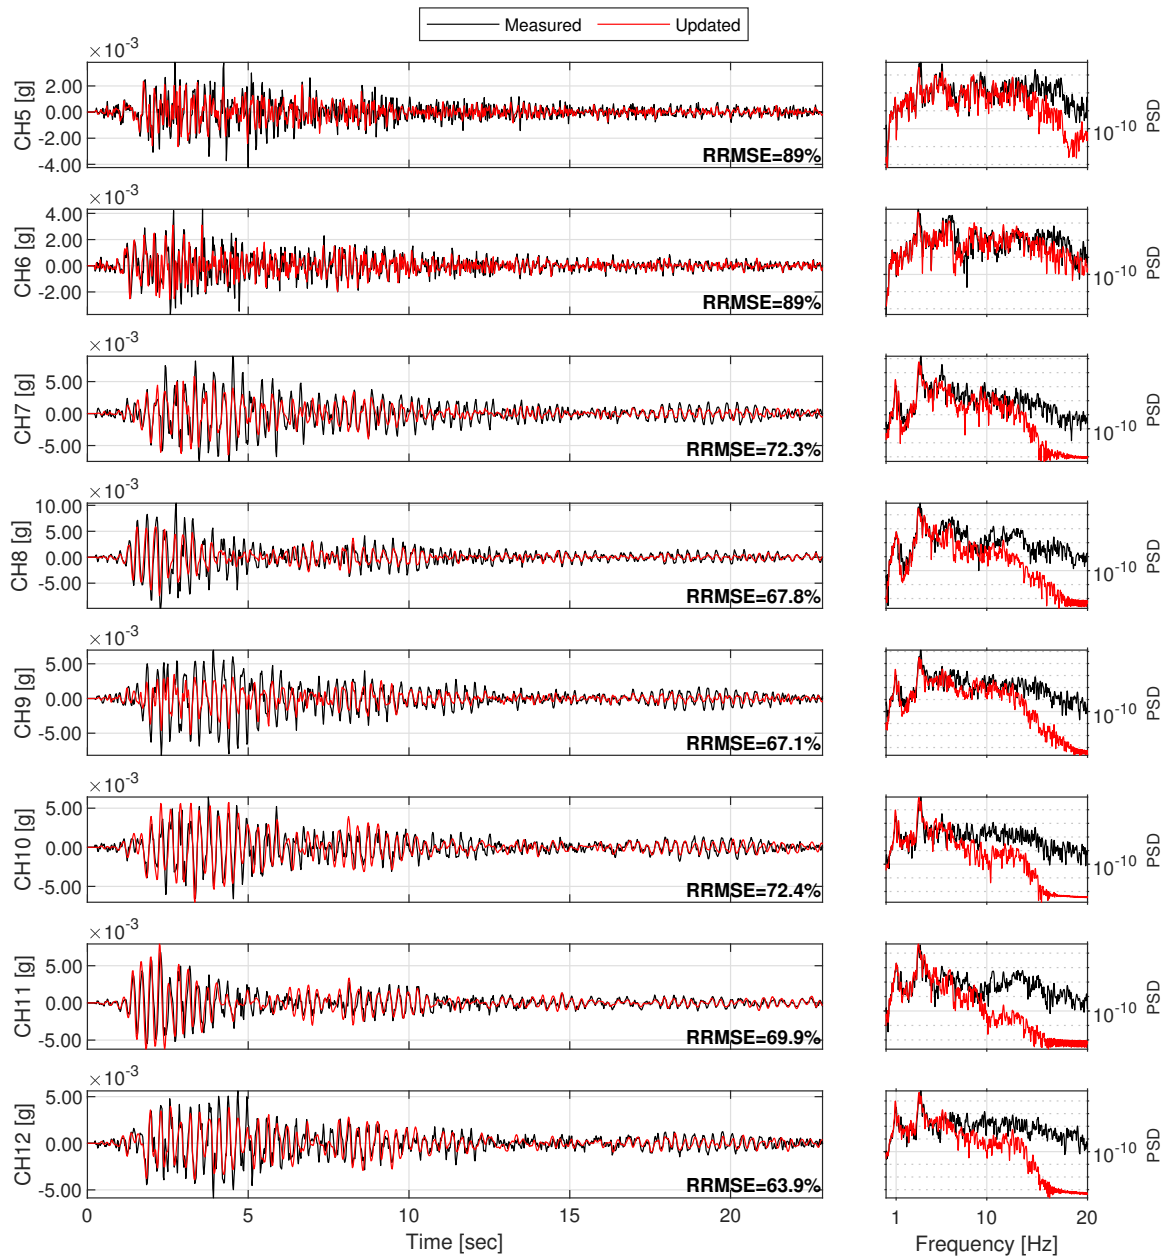 Measured Updated
×10-3
CH5 [g]
2.00
0.00
-2.00
-4.00
RRMSE=89%
10-10
PSD
×10-3
CH6 [g]
4.00
2.00
0.00
-2.00
RRMSE=89%
10-10
PSD
×10-3
CH7 [g]
5.00
0.00
-5.00
RRMSE=72.3%
10-10
PSD
×10-3
CH8 [g]
10.00
5.00
0.00
-5.00
RRMSE=67.8%
10-10
PSD
×10-3
CH9 [g]
5.00
0.00
-5.00
RRMSE=67.1%
10-10
PSD
×10-3
CH10 [g]
5.00
0.00
-5.00
RRMSE=72.4%
10-10
PSD
×10-3
CH11 [g]
5.00
0.00
-5.00
RRMSE=69.9%
10-10
PSD
×10-3
CH12 [g]
5.00
0.00
-5.00
RRMSE=63.9%
10-10
PSD
0 5 10 15 20
Time [sec]
1 10 20
Frequency [Hz]